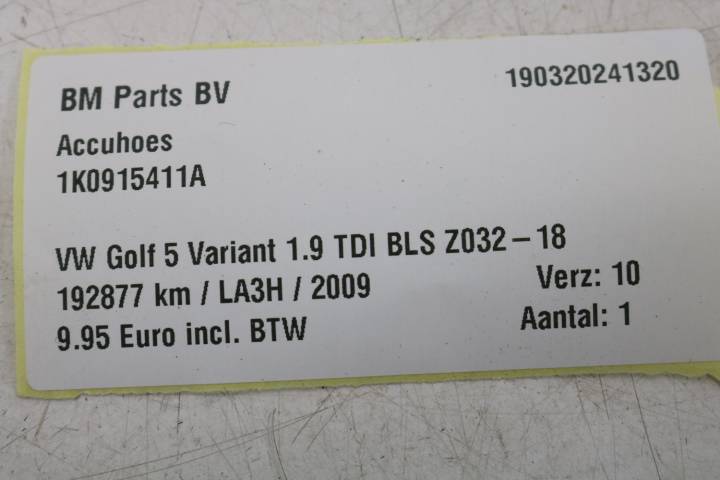 BM Parts BV 190320241320
Accuhoes
1K0915411A
VW Golf 5 Variant 1.9 TDI BLS Z032 – 18
192877 km / LA3H / 2009 Verz: 10
9.95 Euro incl. BTW Aantal: 1